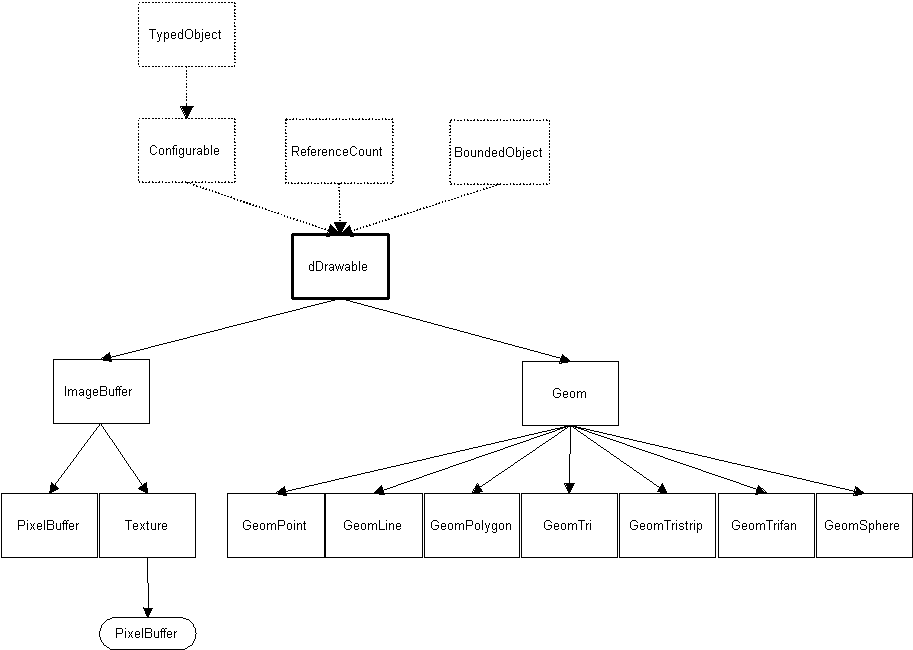 TypedObject
Configurable
ReferenceCount
BoundedObject
dDrawable
ImageBuffer
Geom
PixelBuffer
Texture
GeomPoint
GeomLine
GeomPolygon
GeomTri
GeomTristrip
GeomTrifan
GeomSphere
PixelBuffer